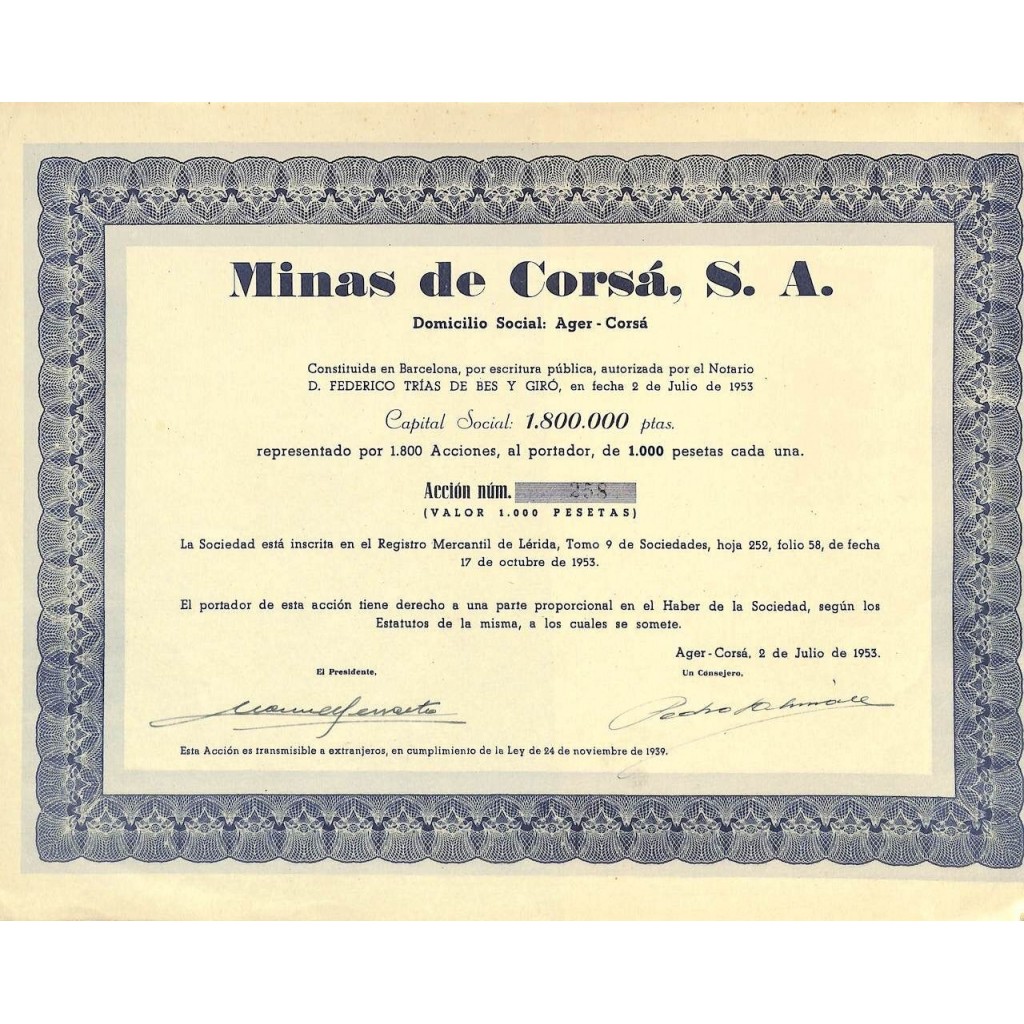 Minas de Corsá, S. A.
Domicilio Social: Ager - Corsá
Constituida en Barcelona, por escritura pública, autorizada por el Notario
D. FEDERICO TRÍAS DE BES Y GIRÓ, en fecha 2 de Julio de 1953
Capital Social: 1.800.000 ptas.
representado por 1.800 Acciones, al portador, de 1.000 pesetas cada una.
Acción núm. 258
(VALOR 1.000 PESETAS)
La Sociedad está inscrita en el Registro Mercantil de Lérida, Tomo 9 de Sociedades, hoja 252, folio 58, de fecha
17 de octubre de 1953.
El portador de esta acción tiene derecho a una parte proporcional en el Haber de la Sociedad, según los
Estatutos de la misma, a los cuales se somete.
Ager - Corsá, 2 de Julio de 1953.
El Presidente,
Un Consejero,
Pedro
Esta Acción es transmisible a extranjeros, en cumplimiento de la Ley de 24 de noviembre de 1939.